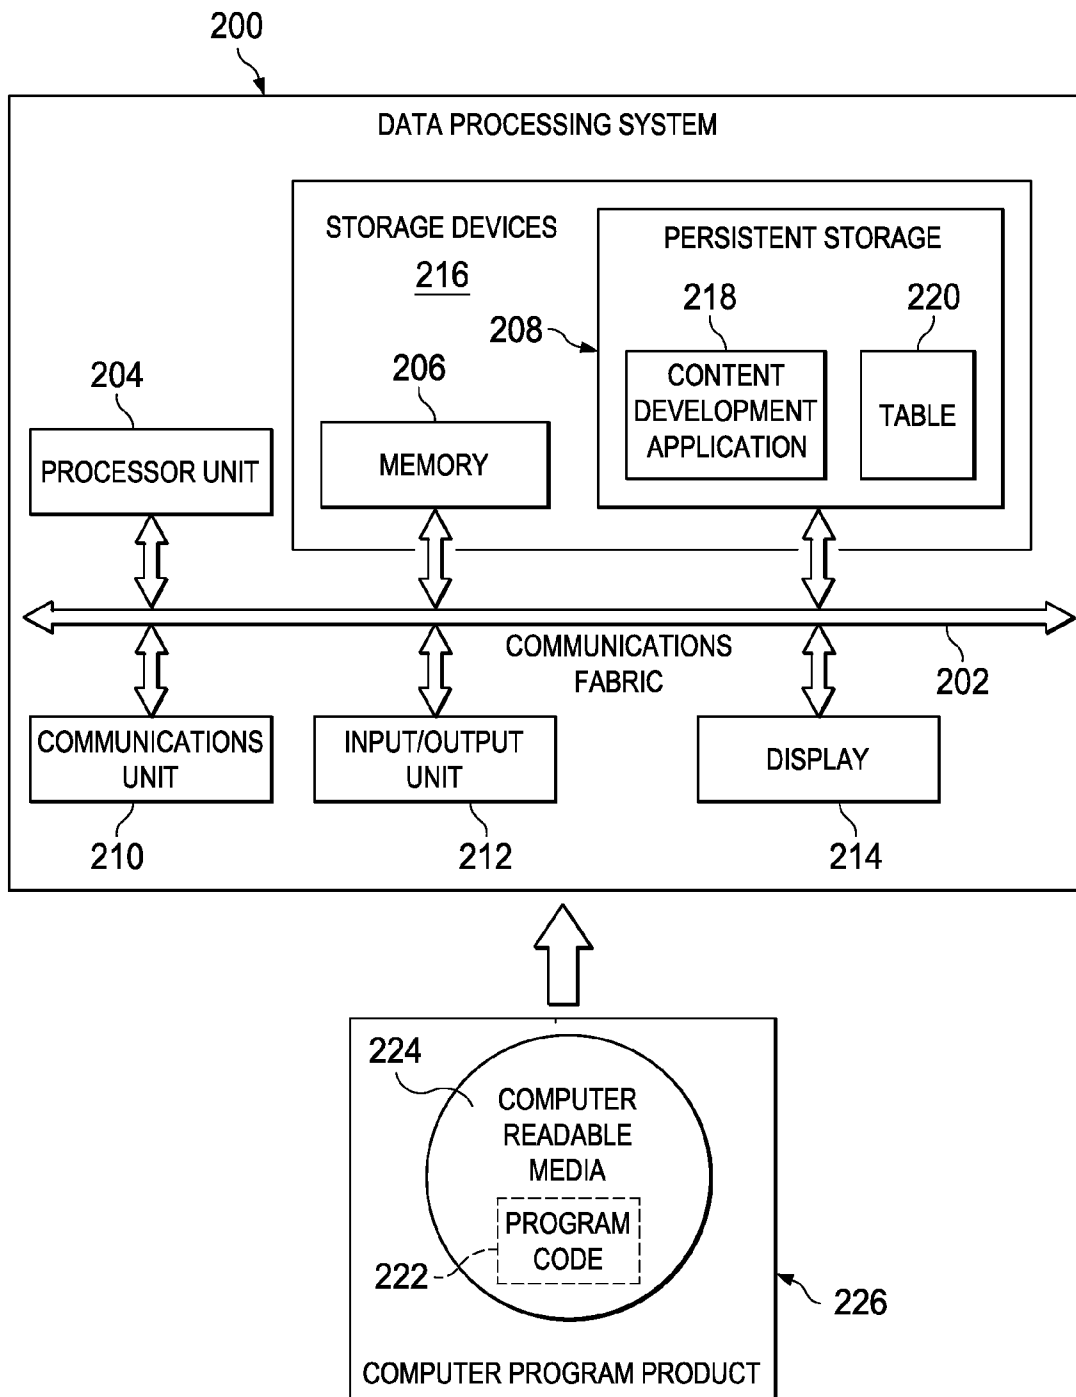 200
DATA PROCESSING SYSTEM
STORAGE DEVICES
216
PERSISTENT STORAGE
218
220
208
CONTENT
DEVELOPMENT
APPLICATION
TABLE
204
206
PROCESSOR UNIT
MEMORY
COMMUNICATIONS
FABRIC
202
COMMUNICATIONS
UNIT
INPUT/OUTPUT
UNIT
DISPLAY
210
212
214
224
COMPUTER
READABLE
MEDIA
PROGRAM
CODE
222
226
COMPUTER PROGRAM PRODUCT